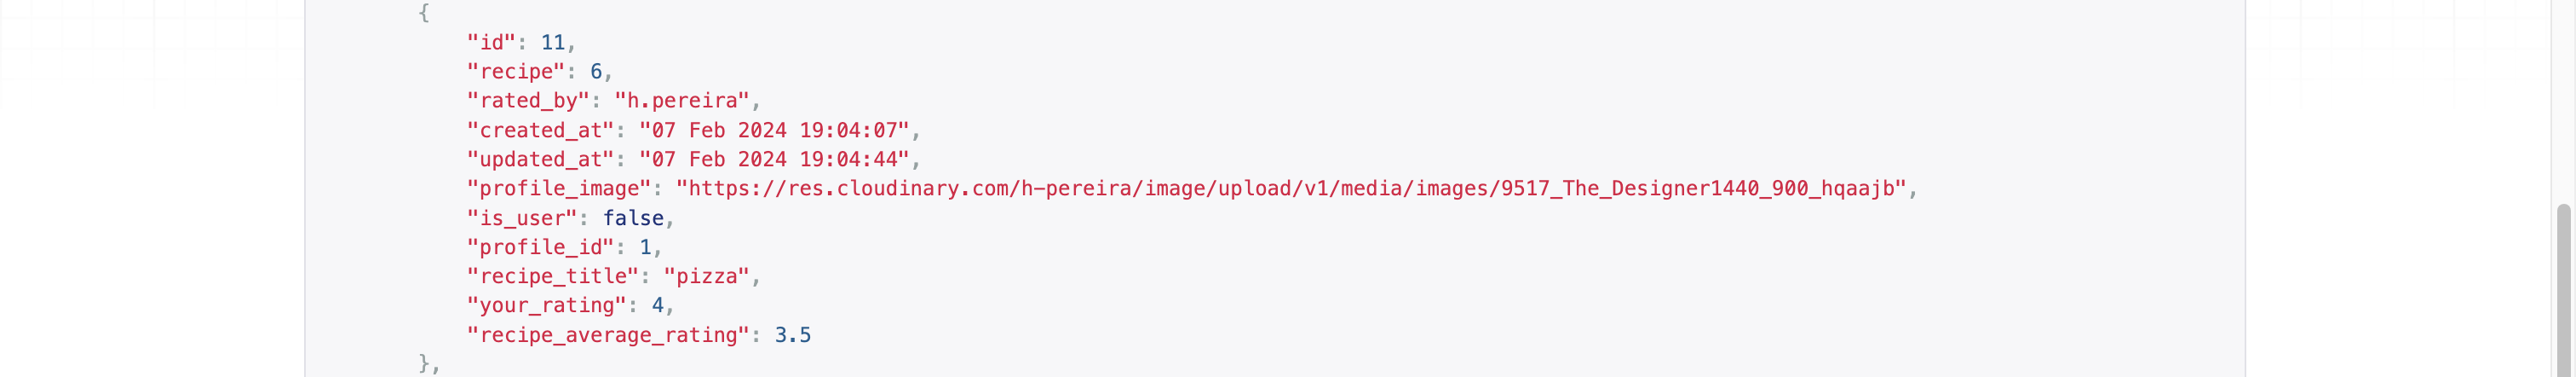 {
"id": 11,
"recipe": 6,
"rated_by": "h.pereira",
"created_at": "07 Feb 2024 19:04:07",
"updated_at": "07 Feb 2024 19:04:44",
"profile_image": "https://res.cloudinary.com/h-pereira/image/upload/v1/media/images/9517_The_Designer1440_900_hqaajb",
"is_user": false,
"profile_id": 1,
"recipe_title": "pizza",
"your_rating": 4,
"recipe_average_rating": 3.5
},